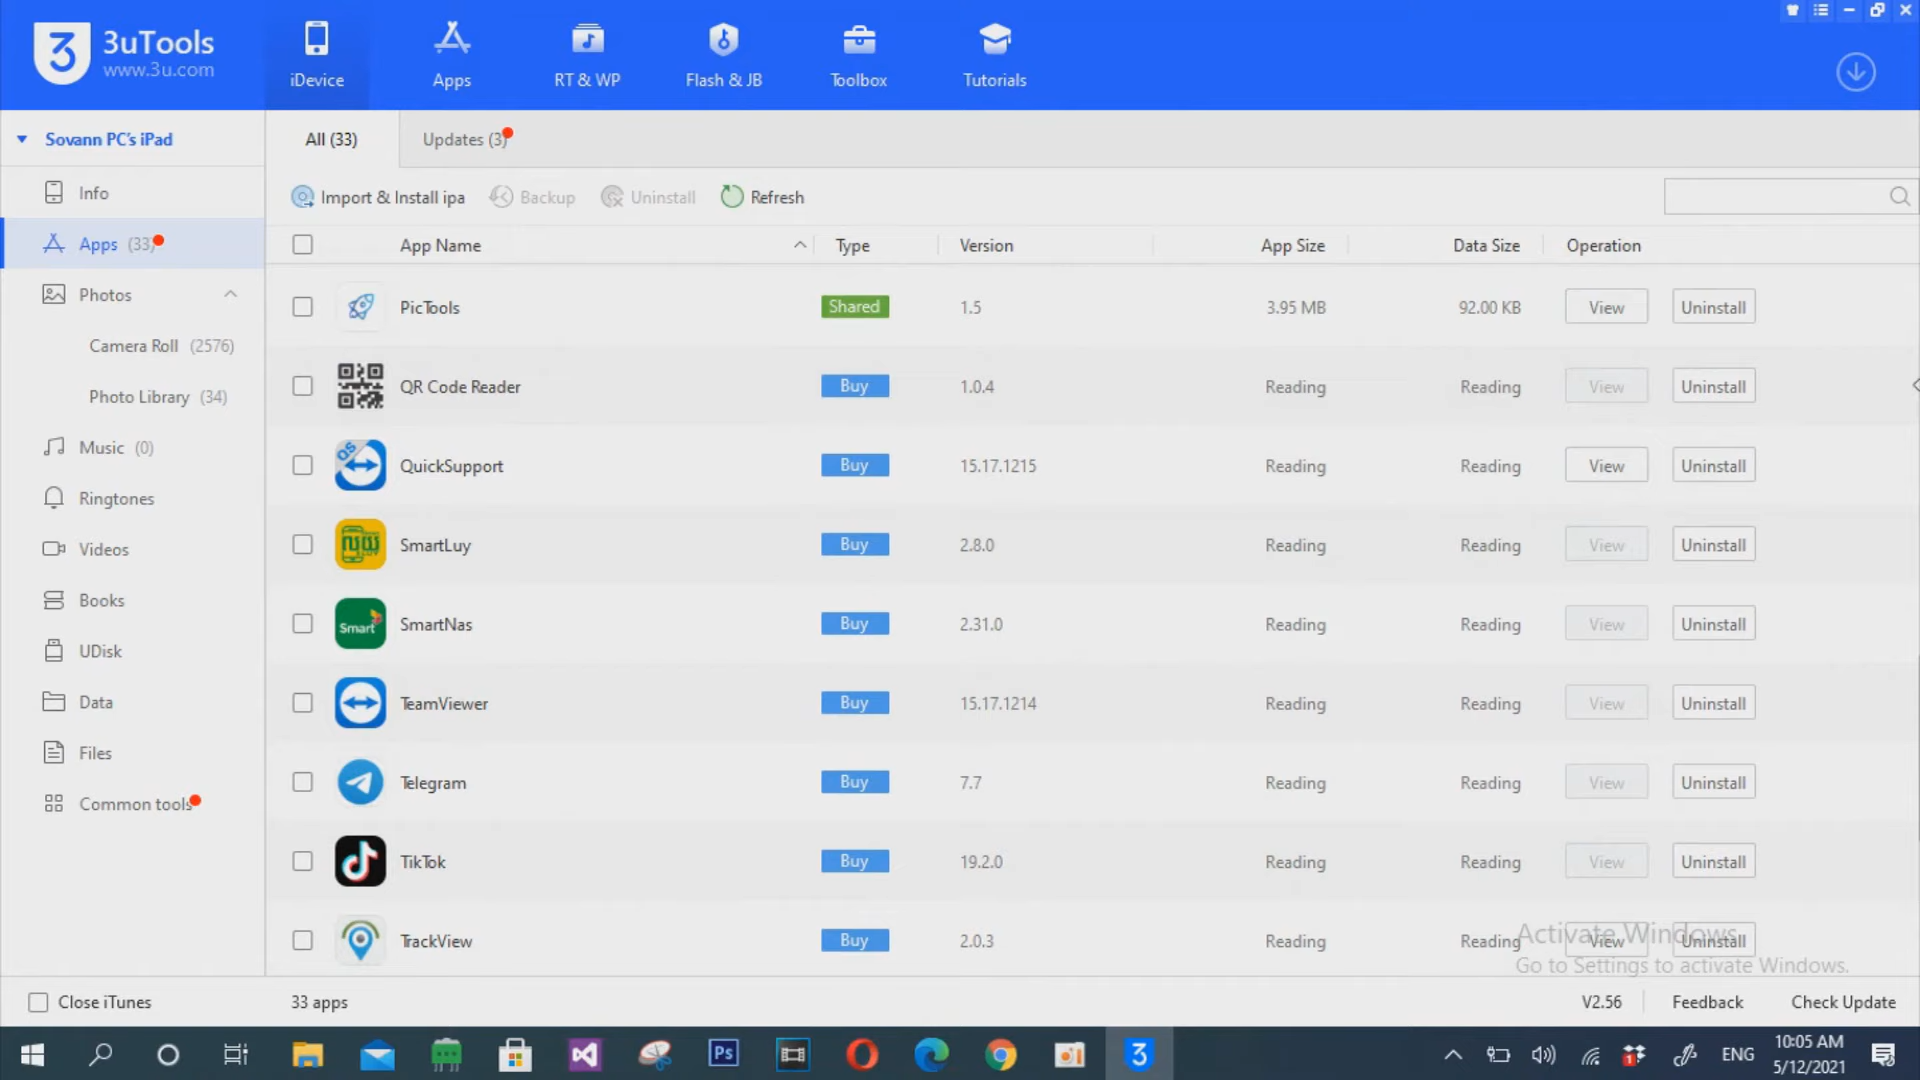 3uTools
www.3u.com
iDevice
Apps
RT & WP
Flash & JB
Toolbox
Tutorials
Sovann PC's iPad
All (33)
Updates (3)
Info
Import & Install ipa
Backup
Uninstall
Refresh
Apps (33)
App Name
Type
Version
App Size
Data Size
Operation
Photos
Camera Roll (2576)
Photo Library (34)
Music (0)
Ringtones
Videos
Books
UDisk
Data
Files
Common tools
PicTools Shared 1.5 3.95 MB 92.00 KB View Uninstall
QR Code Reader Buy 1.0.4 Reading Reading View Uninstall
QS
QuickSupport Buy 15.17.1215 Reading Reading View Uninstall
SmartLuy Buy 2.8.0 Reading Reading View Uninstall
Smart
SmartNas Buy 2.31.0 Reading Reading View Uninstall
TeamViewer Buy 15.17.1214 Reading Reading View Uninstall
Telegram Buy 7.7 Reading Reading View Uninstall
TikTok Buy 19.2.0 Reading Reading View Uninstall
TrackView Buy 2.0.3 Reading Reading View Uninstall
Activate Windows
Go to Settings to activate Windows.
Close iTunes
33 apps
V2.56
Feedback
Check Update
Ps
1
3
ENG
10:05 AM
5/12/2021